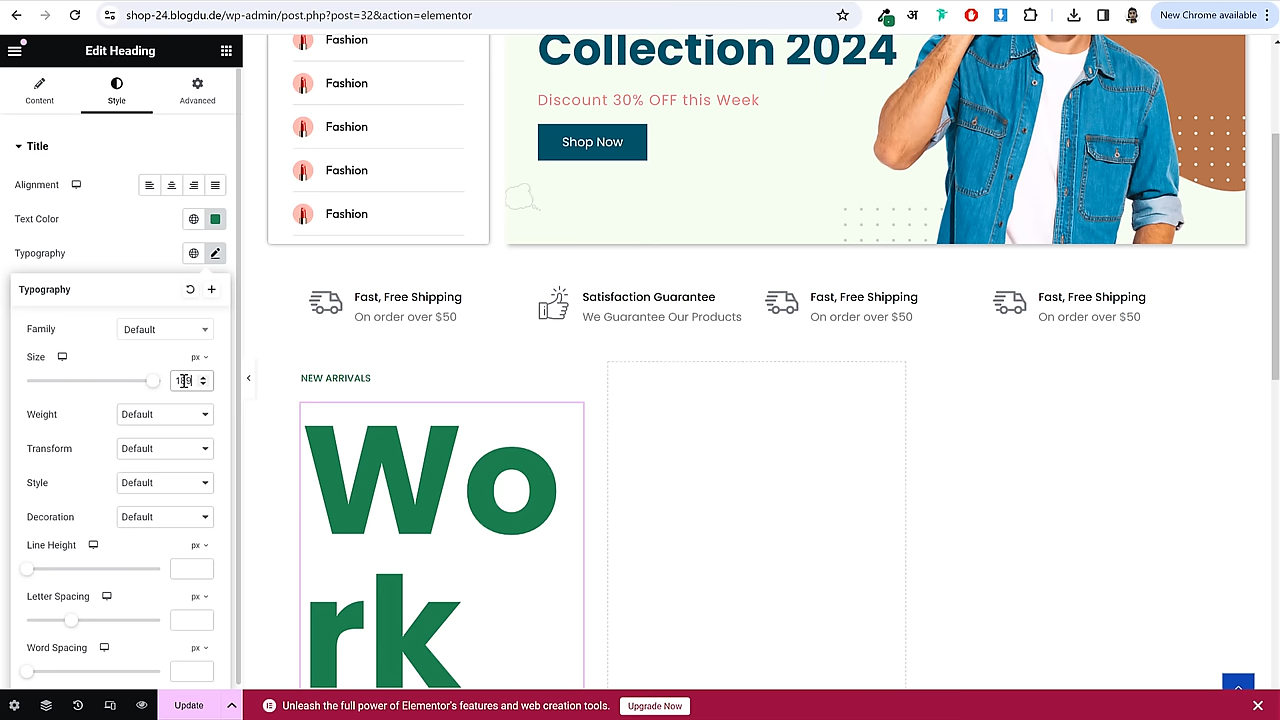 shop-24.blogdu.de/wp-admin/post.php?post=32&action=elementor
New Chrome available
Edit Heading
Content
Style
Advanced
Title
Alignment
Text Color
Typography
Typography
Family
Default
Size
px
Weight
Default
Transform
Default
Style
Default
Decoration
Default
Line Height
px
Letter Spacing
px
Word Spacing
px
Update
Fashion
Fashion
Fashion
Fashion
Fashion
Collection 2024
Discount 30% OFF this Week
Shop Now
Fast, Free Shipping
On order over $50
Satisfaction Guarantee
We Guarantee Our Products
Fast, Free Shipping
On order over $50
Fast, Free Shipping
On order over $50
NEW ARRIVALS
Wo
rk
Unleash the full power of Elementor's features and web creation tools.
Upgrade Now